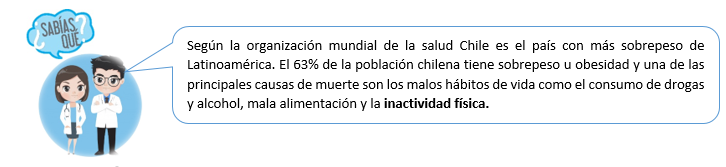 ¿SABÍAS
QUÉ?
Según la organización mundial de la salud Chile es el país con más sobrepeso de
Latinoamérica. El 63% de la población chilena tiene sobrepeso u obesidad y una de las
principales causas de muerte son los malos hábitos de vida como el consumo de drogas
y alcohol, mala alimentación y la inactividad física.